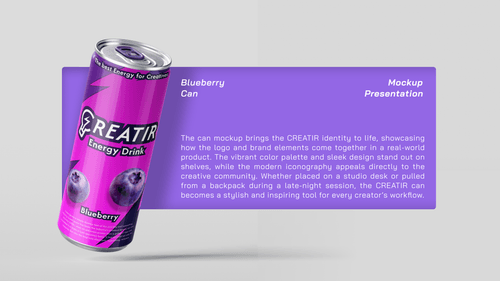 The best Energy for Creatives
CREATIR
Energy Drink
Blueberry
Blueberry
Can
Mockup
Presentation
The can mockup brings the CREATIR identity to life, showcasing
how the logo and brand elements come together in a real-world
product. The vibrant color palette and sleek design stand out on
shelves, while the modern iconography appeals directly to the
creative community. Whether placed on a studio desk or pulled
from a backpack during a late-night session, the CREATIR can
becomes a stylish and inspiring tool for every creator's workflow.